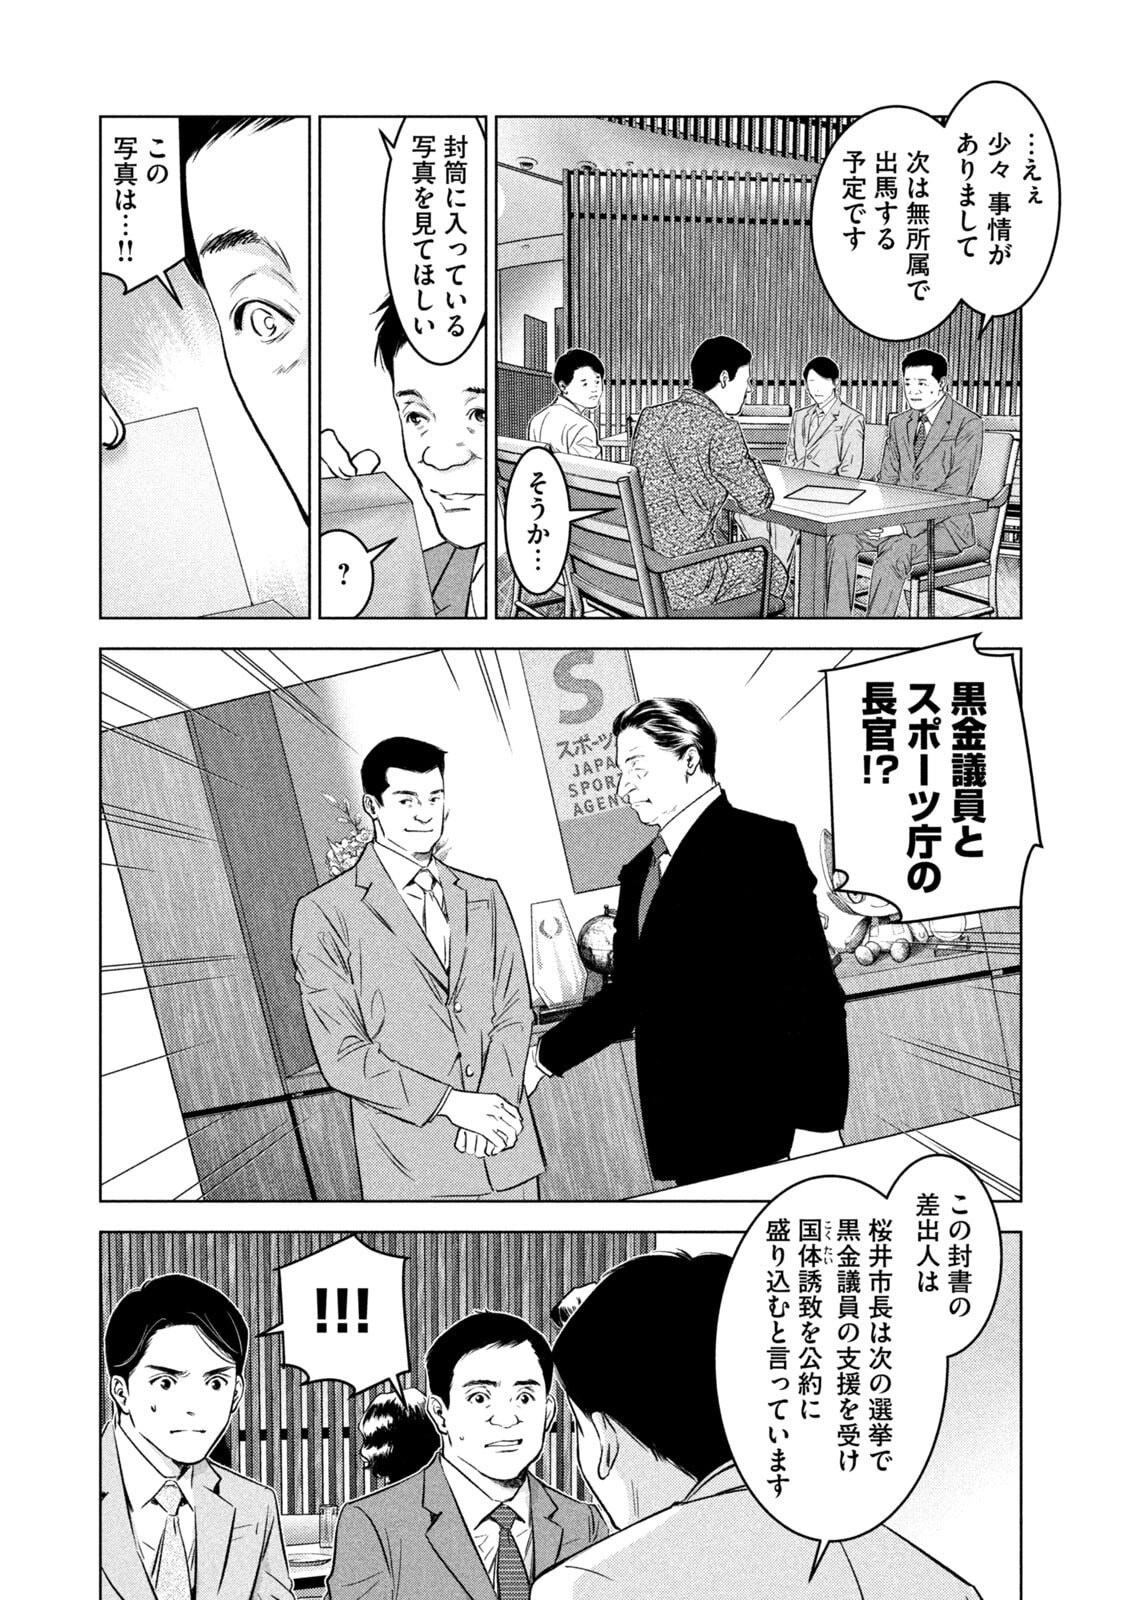 …えぇ
少々 事情が
ありまして
次は無所属で
出馬する
予定です
そうか…
封筒に入っている
写真を見てほしい
?
この
写真は…!!
黒金議員と
スポーツ庁の
長官!?
S
スポーツ
JAPA
SPORT
AGEN
この封書の
差出人は
桜井市長は次の選挙で
黒金議員の支援を受け
国体誘致を公約に
こくたい
盛り込むと言っています
!!!